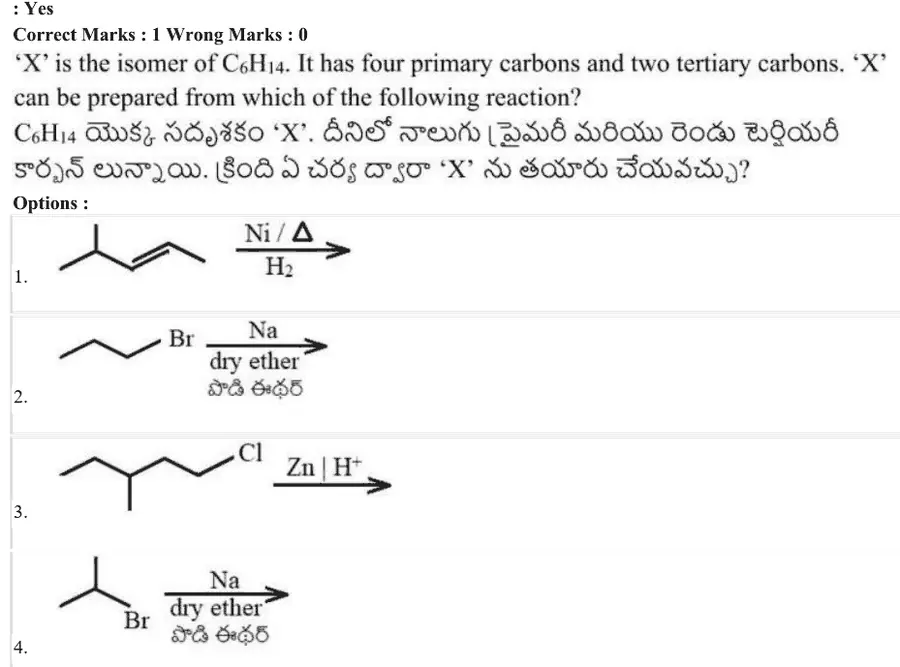 : Yes
Correct Marks : 1 Wrong Marks : 0
‘X’ is the isomer of C₆H₁₄. It has four primary carbons and two tertiary carbons. ‘X’
can be prepared from which of the following reaction?
C₆H₁₄ యొక్క సదృశకం ‘X’. దీనిలో నాలుగు ప్రైమరీ మరియు రెండు టెర్షియరీ
కార్బన్ లున్నాయి. క్రింది ఏ చర్య ద్వారా ‘X’ ను తయారు చేయవచ్చు?
Options :
Ni / Δ
H₂
1.
Br
Na
dry ether
పొడి ఈథర్
2.
Cl
Zn | H⁺
3.
Na
Br
dry ether
పొడి ఈథర్
4.